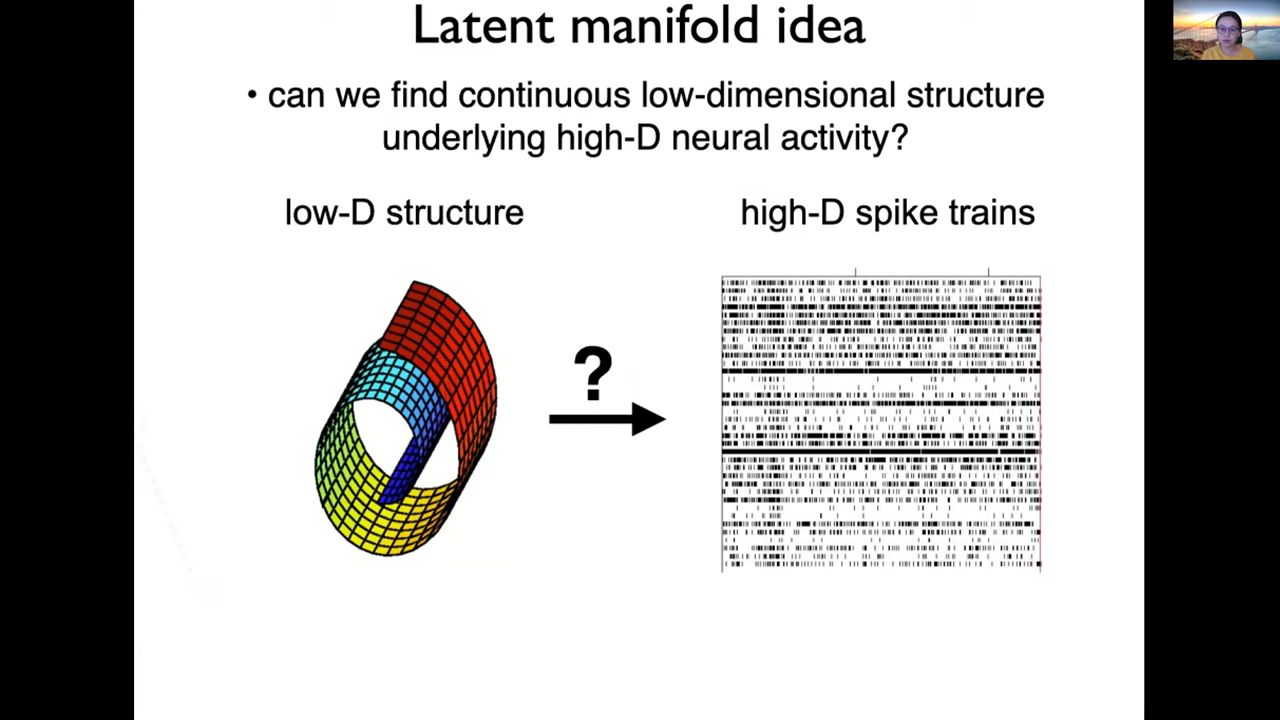 Latent manifold idea
• can we find continuous low-dimensional structure
underlying high-D neural activity?
low-D structure
high-D spike trains
?